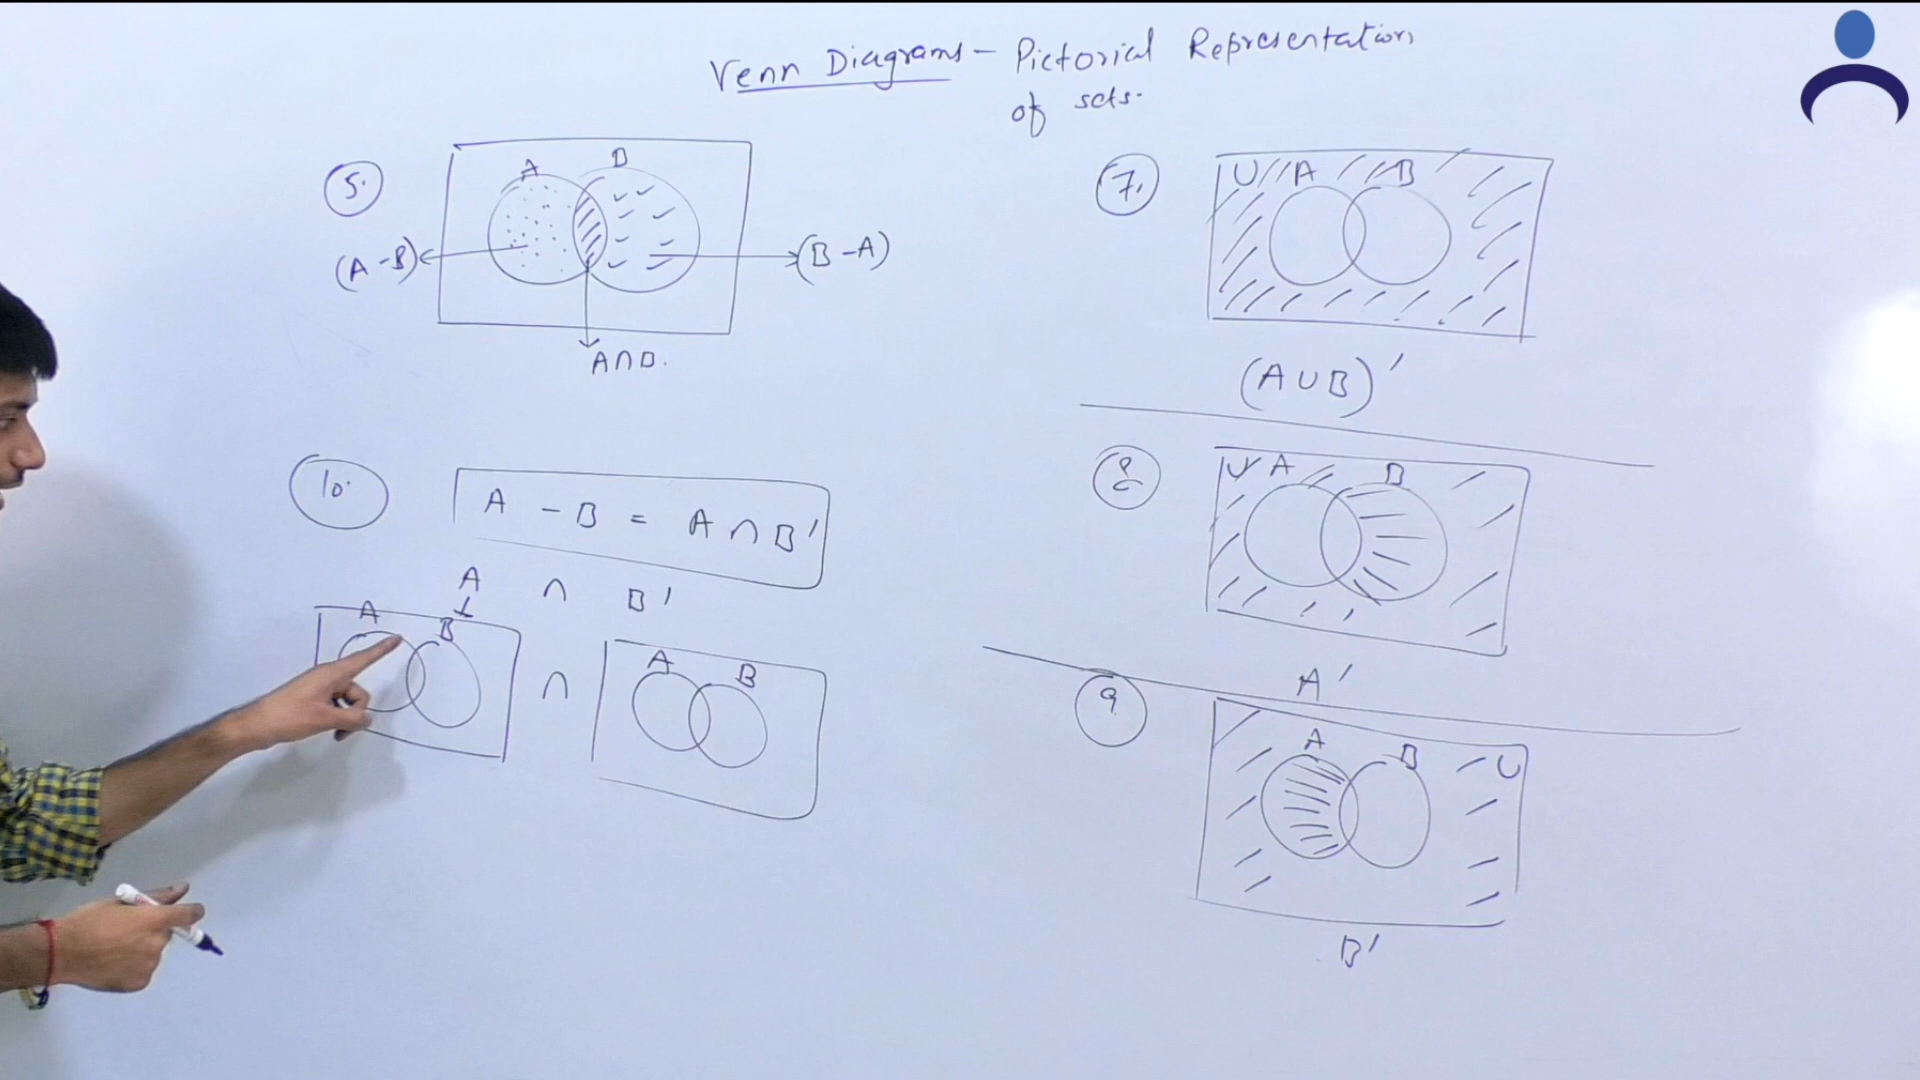 Venn Diagrams - Pictorial Representation
of sets.
5.
A B
(A - B) (B - A)
A∩B.
10.
A - B = A ∩ B'
A ∩ B'
A B
∩
A B
7.
U A B
(A ∪ B)'
8
U A B
A'
9
A B U
B'